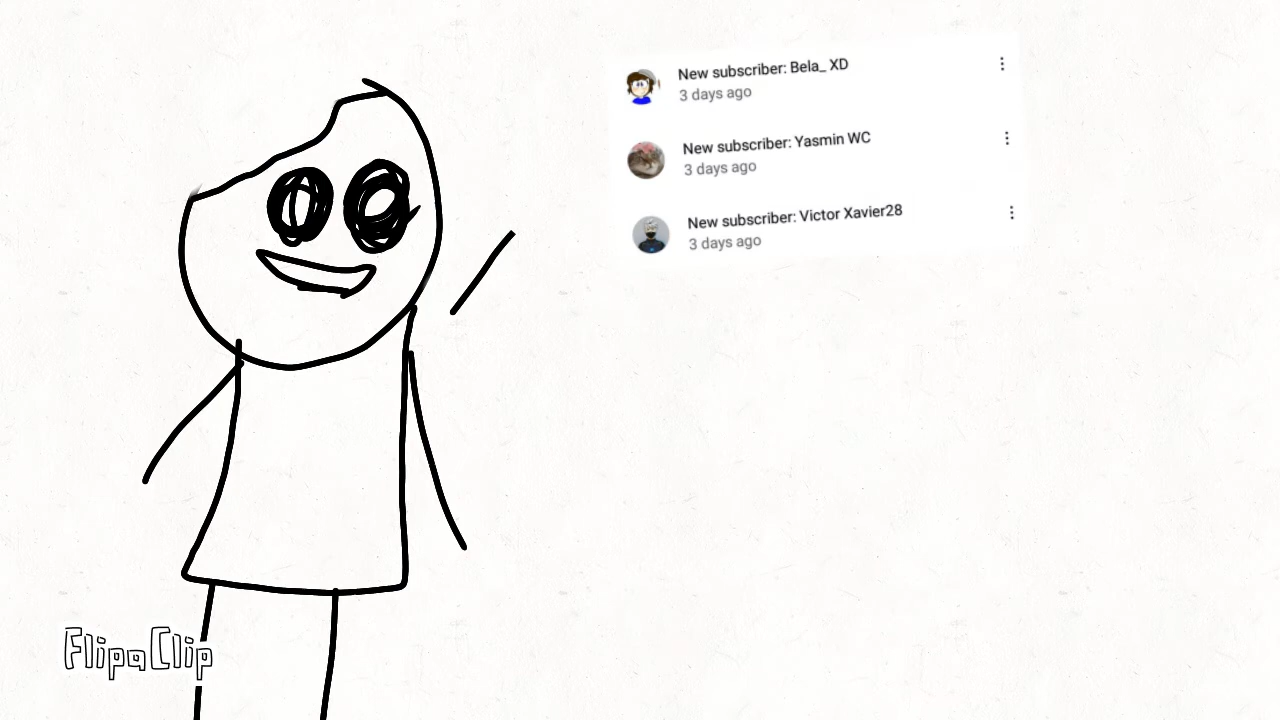 New subscriber: Bela_ XD
3 days ago
New subscriber: Yasmin WC
3 days ago
New subscriber: Victor Xavier28
3 days ago
FlipaClip